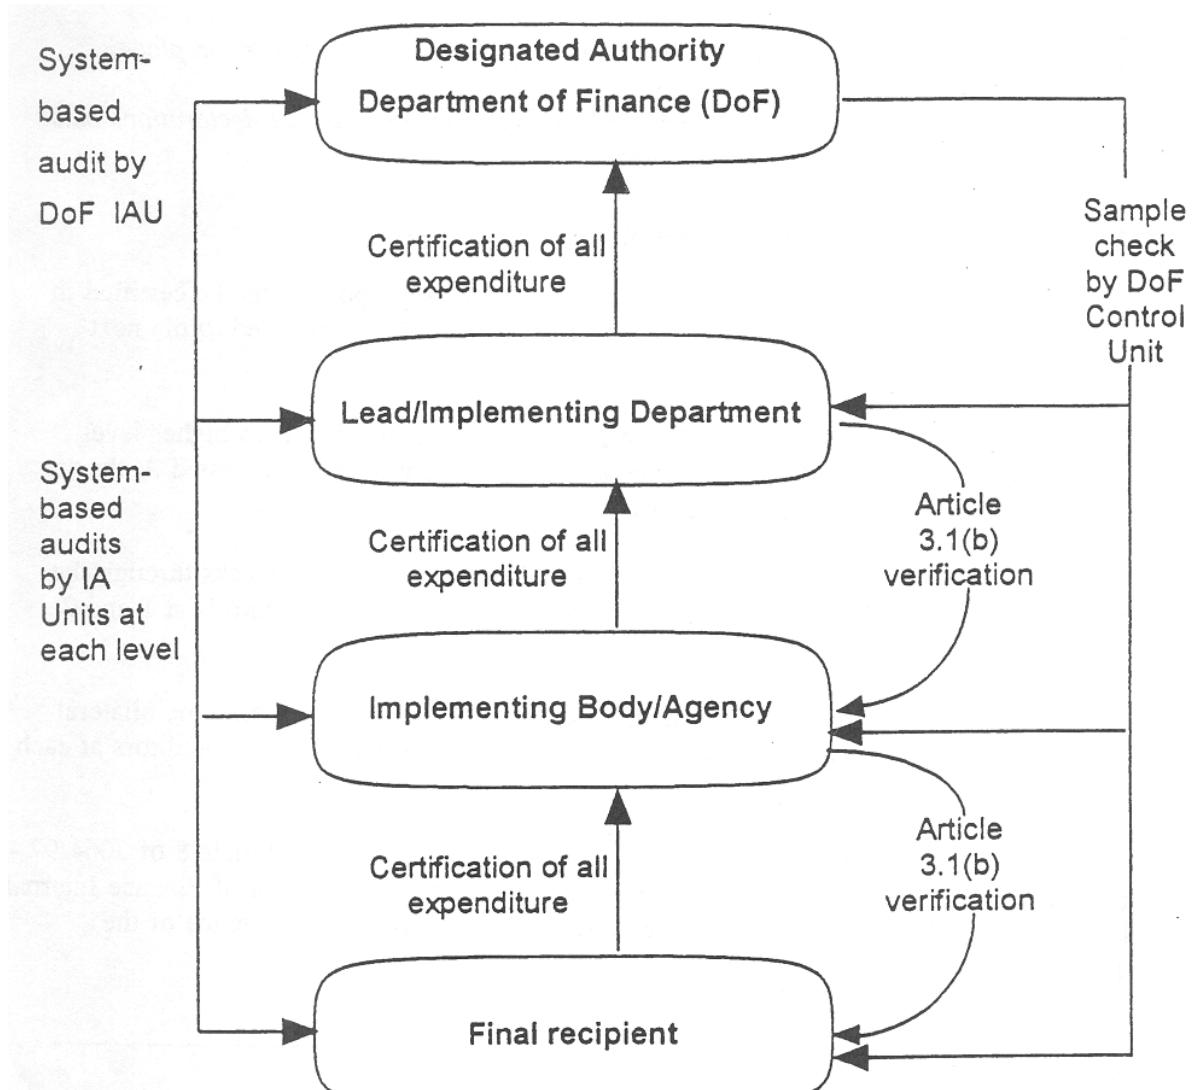 System-
based
audit by
DoF IAU
Designated Authority
Department of Finance (DoF)
Sample
check
by DoF
Control
Unit
Certification of all
expenditure
Lead/Implementing Department
System-
based
audits
by IA
Units at
each level
Certification of all
expenditure
Article
3.1(b)
verification
Implementing Body/Agency
Certification of all
expenditure
Article
3.1(b)
verification
Final recipient